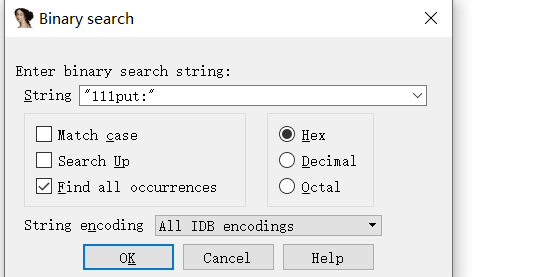 Binary search
Enter binary search string:
String "111put:"
Match case
Hex
Search Up
Decimal
Find all occurrences
Octal
String encoding All IDB encodings
OK Cancel Help